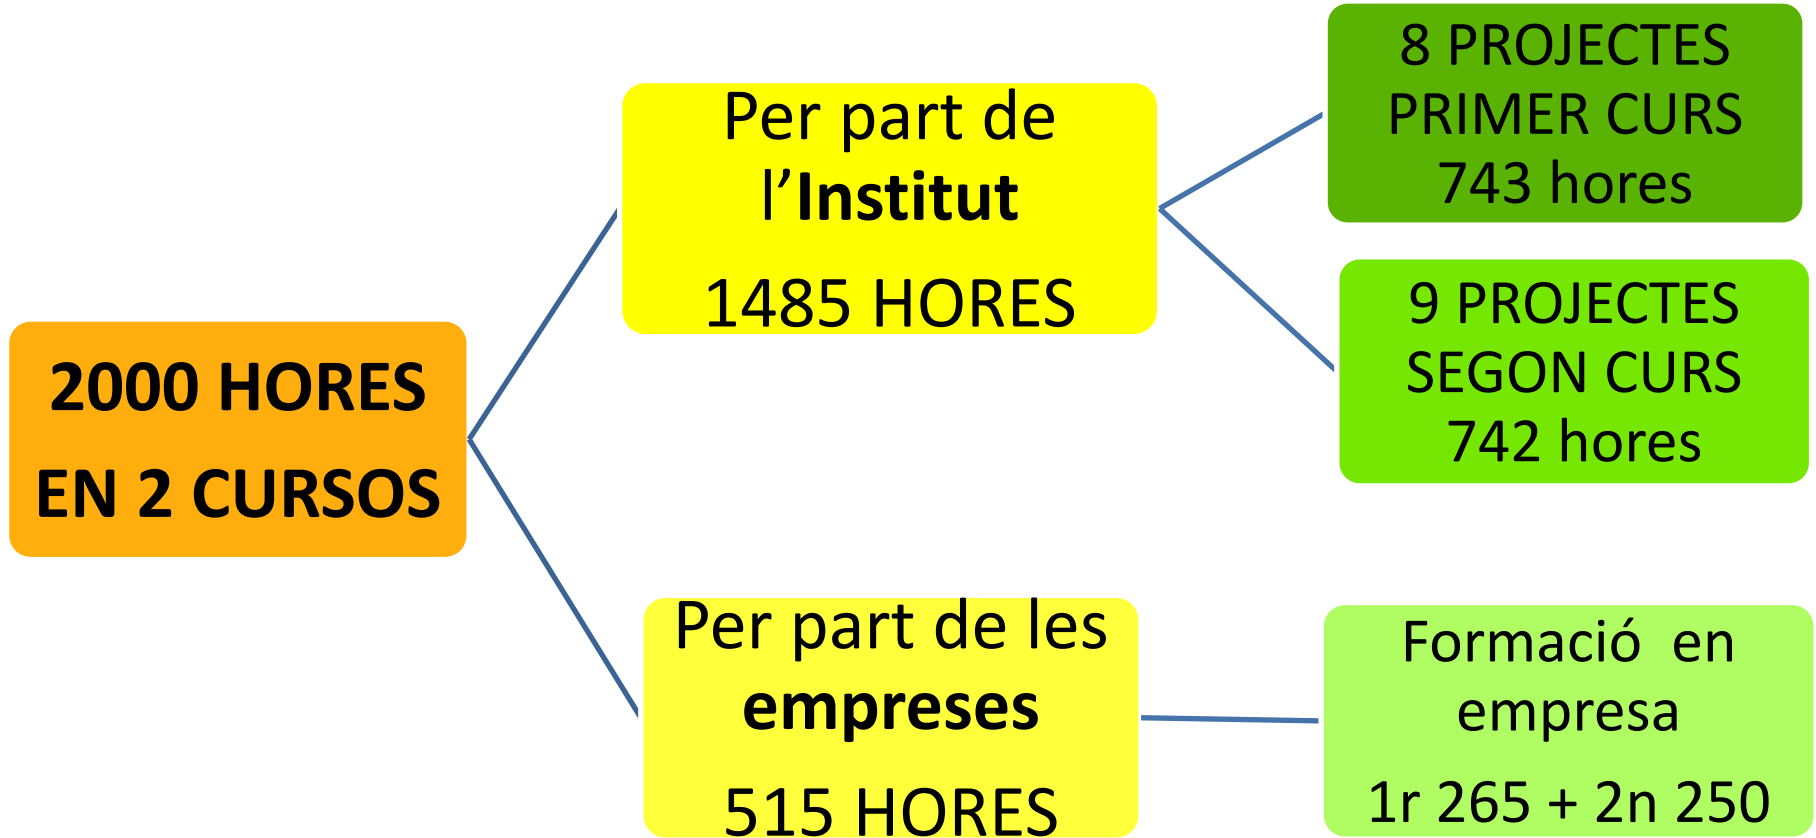 2000 HORES
EN 2 CURSOS
Per part de
l’Institut
1485 HORES
8 PROJECTES
PRIMER CURS
743 hores
9 PROJECTES
SEGON CURS
742 hores
Per part de les
empreses
515 HORES
Formació en
empresa
1r 265 + 2n 250